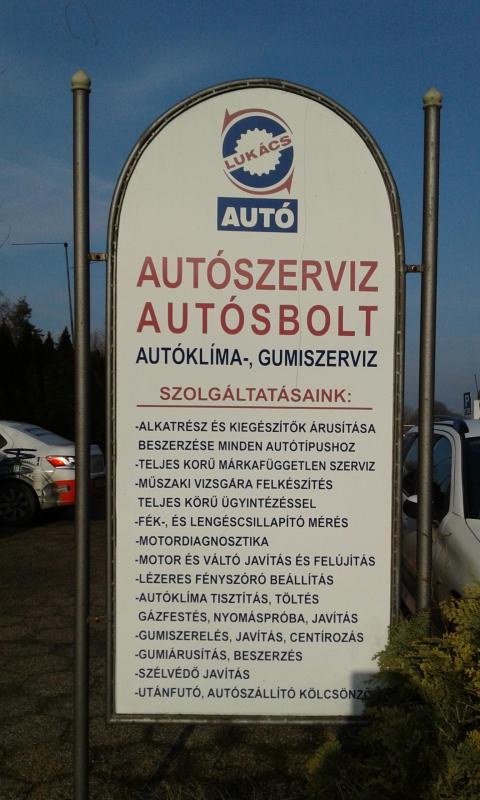 LUKÁCS
AUTÓ
AUTÓSZERVIZ
AUTÓSBOLT
AUTÓKLÍMA-, GUMISZERVIZ
SZOLGÁLTATÁSAINK:
-ALKATRÉSZ ÉS KIEGÉSZÍTŐK ÁRUSÍTÁSA
BESZERZÉSE MINDEN AUTÓTÍPUSHOZ
-TELJES KORŰ MÁRKAFÜGGETLEN SZERVIZ
-MŰSZAKI VIZSGÁRA FELKÉSZÍTÉS
TELJES KÖRŰ ÜGYINTÉZÉSSEL
-FÉK-, ÉS LENGÉSCSILLAPÍTÓ MÉRÉS
-MOTORDIAGNOSZTIKA
-MOTOR ÉS VÁLTÓ JAVÍTÁS ÉS FELÚJÍTÁS
-LÉZERES FÉNYSZÓRÓ BEÁLLÍTÁS
-AUTÓKLÍMA TISZTÍTÁS, TÖLTÉS
GÁZFESTÉS, NYOMÁSPRÓBA, JAVÍTÁS
-GUMISZERELÉS, JAVÍTÁS, CENTÍROZÁS
-GUMIÁRUSÍTÁS, BESZERZÉS
-SZÉLVÉDŐ JAVÍTÁS
-UTÁNFUTÓ, AUTÓSZÁLLÍTÓ KÖLCSÖNZŐ
P